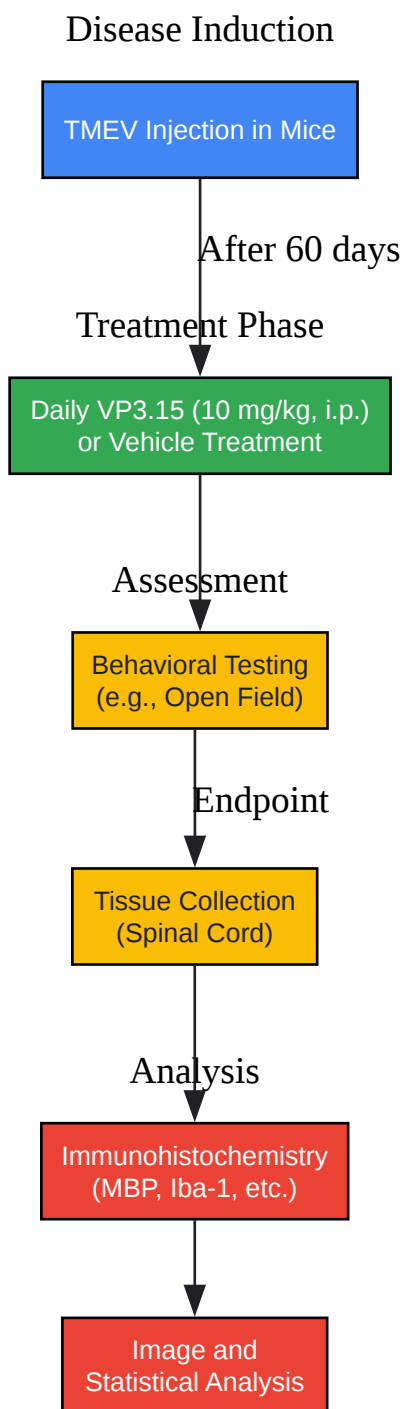 Disease Induction
TMEV Injection in Mice
After 60 days
Treatment Phase
Daily VP3.15 (10 mg/kg, i.p.)
or Vehicle Treatment
Assessment
Behavioral Testing
(e.g., Open Field)
Endpoint
Tissue Collection
(Spinal Cord)
Analysis
Immunohistochemistry
(MBP, Iba-1, etc.)
Image and
Statistical Analysis